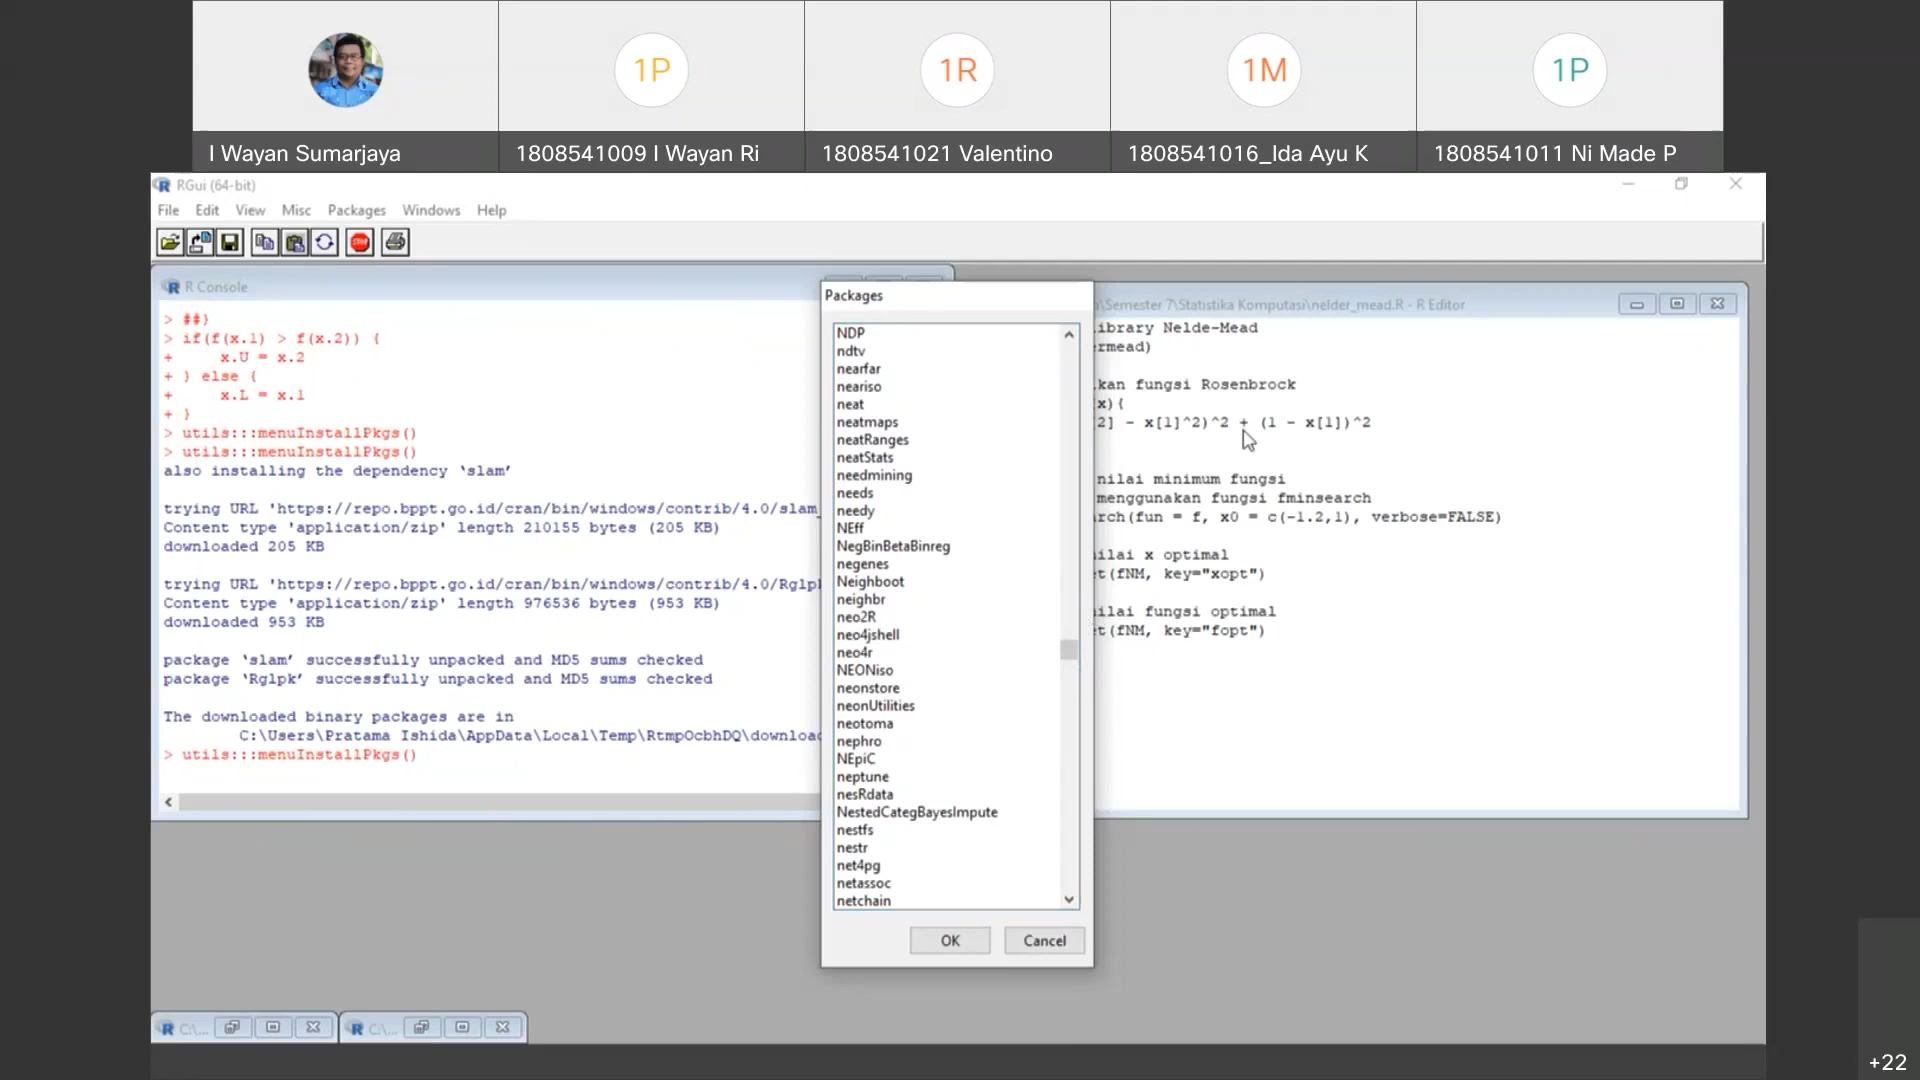 1P
1R
1M
1P
I Wayan Sumarjaya
1808541009 I Wayan Ri
1808541021 Valentino
1808541016_Ida Ayu K
1808541011 Ni Made P
RGui (64-bit)
File Edit View Misc Packages Windows Help
STOP
R Console
> ##}
> if(f(x.1) > f(x.2)) {
+ x.U = x.2
+ } else {
+ x.L = x.1
+ }
> utils:::menuInstallPkgs()
> utils:::menuInstallPkgs()
also installing the dependency ‘slam’
trying URL 'https://repo.bppt.go.id/cran/bin/windows/contrib/4.0/slam_
Content type 'application/zip' length 210155 bytes (205 KB)
downloaded 205 KB
trying URL 'https://repo.bppt.go.id/cran/bin/windows/contrib/4.0/Rglp
Content type 'application/zip' length 976536 bytes (953 KB)
downloaded 953 KB
package ‘slam’ successfully unpacked and MD5 sums checked
package ‘Rglpk’ successfully unpacked and MD5 sums checked
The downloaded binary packages are in
C:\Users\Pratama Ishida\AppData\Local\Temp\RtmpOcbhDQ\downloa
> utils:::menuInstallPkgs()
Packages
NDP
ndtv
nearfar
neariso
neat
neatmaps
neatRanges
neatStats
needmining
needs
needy
NEff
NegBinBetaBinreg
negenes
Neighboot
neighbr
neo2R
neo4jshell
neo4r
NEONiso
neonstore
neonUtilities
neotoma
nephro
NEpiC
neptune
nesRdata
NestedCategBayesImpute
nestfs
nestr
net4pg
netassoc
netchain
OK Cancel
\Semester 7\Statistika Komputasi\nelder_mead.R - R Editor
ibrary Nelde-Mead
rmead)
kan fungsi Rosenbrock
(x){
2] - x[1]^2)^2 + (1 - x[1])^2
nilai minimum fungsi
menggunakan fungsi fminsearch
rch(fun = f, x0 = c(-1.2,1), verbose=FALSE)
ilai x optimal
t(fNM, key="xopt")
ilai fungsi optimal
t(fNM, key="fopt")
C:\...
C:\...
+22